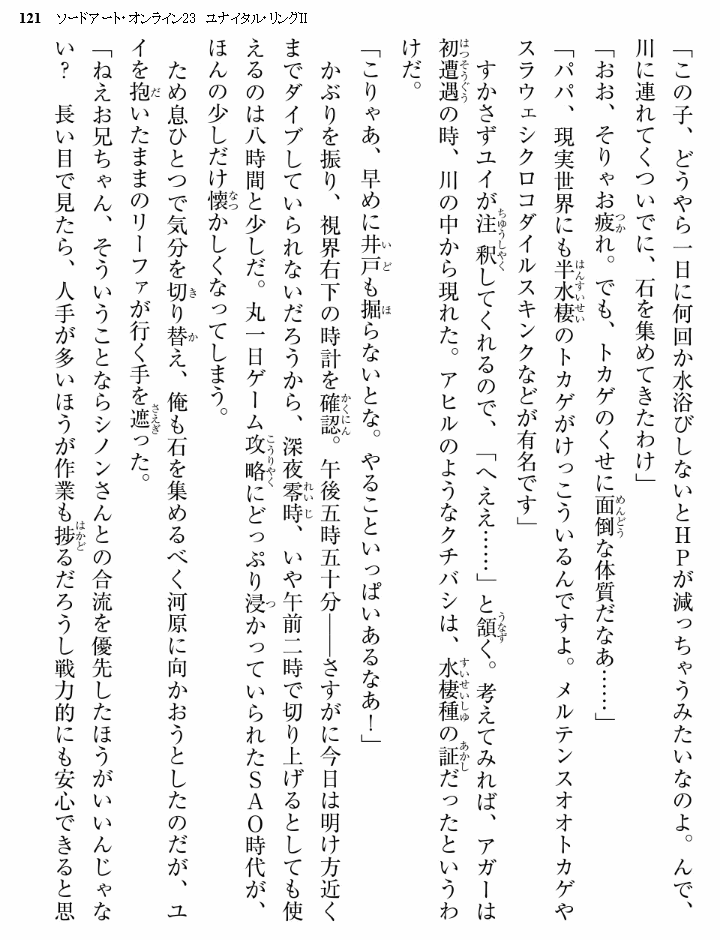 121　ソードアート・オンライン23　ユナイタル・リングⅡ
「この子、どうやら一日に何回か水浴びしないとＨＰが減っちゃうみたいなのよ。んで、
川に連れてくついでに、石を集めてきたわけ」
「おお、そりゃお疲れ。でも、トカゲのくせに面倒な体質だなあ……」
「パパ、現実世界にも半水棲のトカゲがけっこういるんですよ。メルテンスオオトカゲや
スラウェシクロコダイルスキンクなどが有名です」
　すかさずユイが注釈してくれるので、「へええ……」と頷く。考えてみれば、アガーは
初遭遇の時、川の中から現れた。アヒルのようなクチバシは、水棲種の証だったというわ
けだ。
「こりゃあ、早めに井戸も掘らないとな。やることいっぱいあるなあ！」
　かぶりを振り、視界右下の時計を確認。午後五時五十分――さすがに今日は明け方近く
までダイブしていられないだろうから、深夜零時、いや午前二時で切り上げるとしても使
えるのは八時間と少しだ。丸一日ゲーム攻略にどっぷり浸かっていられたＳＡＯ時代が、
ほんの少しだけ懐かしくなってしまう。
　ため息ひとつで気分を切り替え、俺も石を集めるべく河原に向かおうとしたのだが、ユ
イを抱いたままのリーファが行く手を遮った。
「ねえお兄ちゃん、そういうことならシノンさんとの合流を優先したほうがいいんじゃな
い？　長い目で見たら、人手が多いほうが作業も捗るだろうし戦力的にも安心できると思